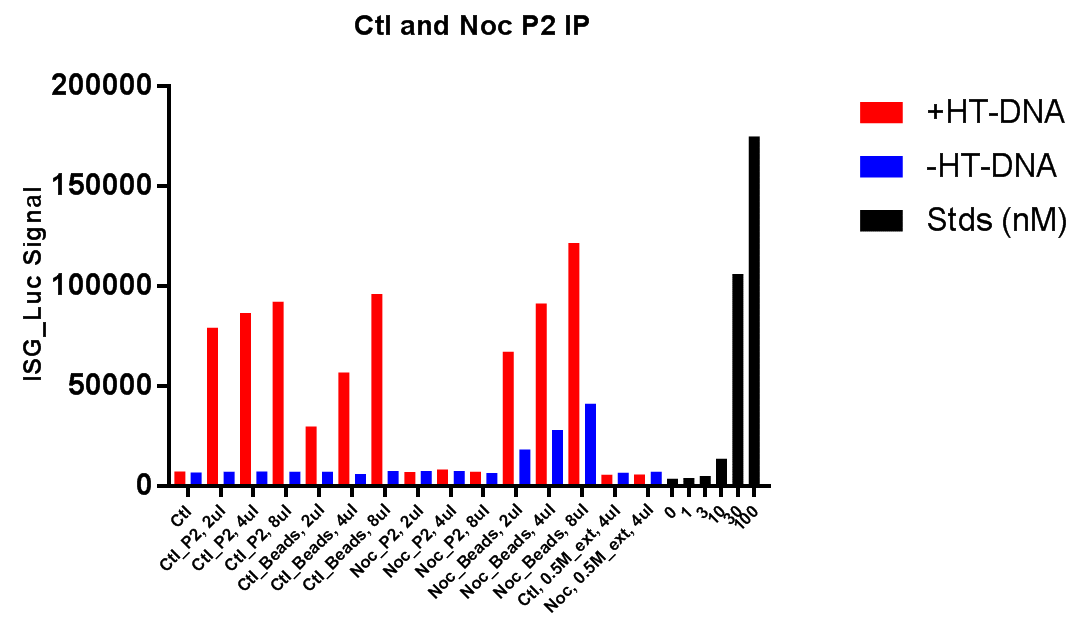 Ctl and Noc P2 IP
ISG_Luc Signal
200000
150000
100000
50000
0
+HT-DNA
-HT-DNA
Stds (nM)
Ctl
Ctl_P2, 2ul
Ctl_P2, 4ul
Ctl_P2, 8ul
Ctl_Beads, 2ul
Ctl_Beads, 4ul
Ctl_Beads, 8ul
Noc_P2, 2ul
Noc_P2, 4ul
Noc_P2, 8ul
Noc_Beads, 2ul
Noc_Beads, 4ul
Noc_Beads, 8ul
Ctl, 0.5M_ext, 4ul
Noc, 0.5M_ext, 4ul
0
1
3
10
30
100